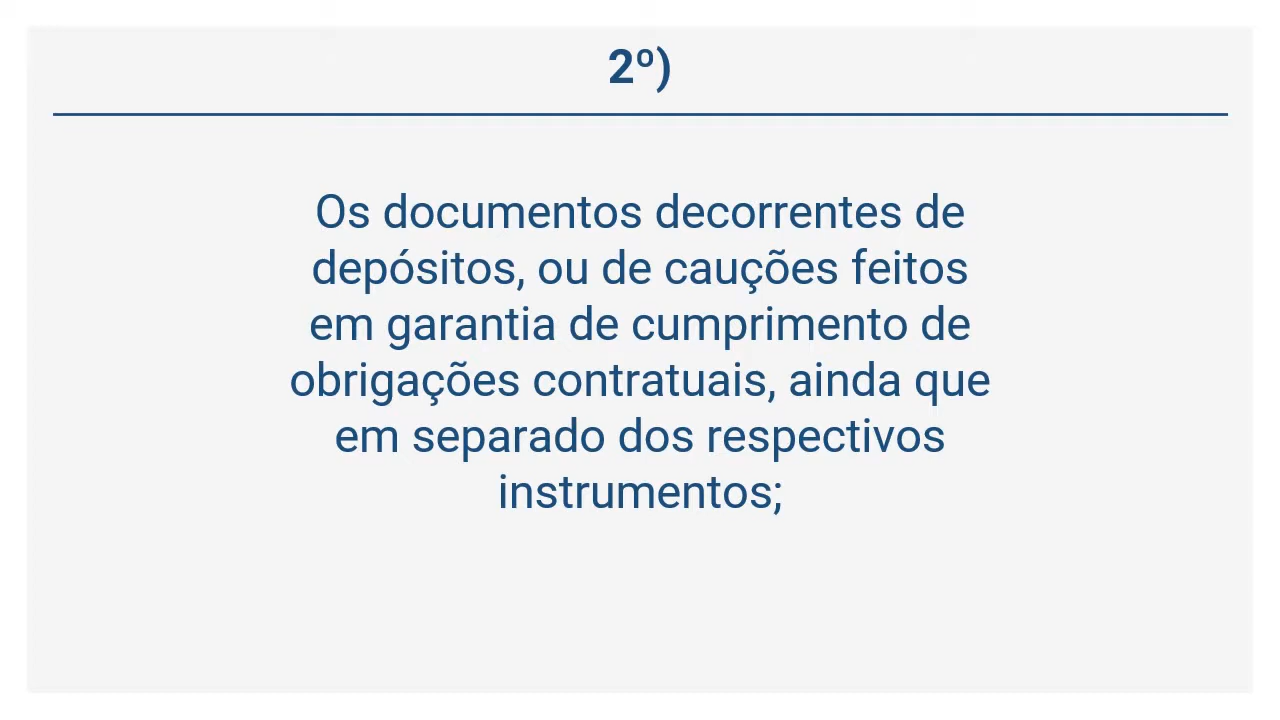 2º)
Os documentos decorrentes de
depósitos, ou de cauções feitos
em garantia de cumprimento de
obrigações contratuais, ainda que
em separado dos respectivos
instrumentos;